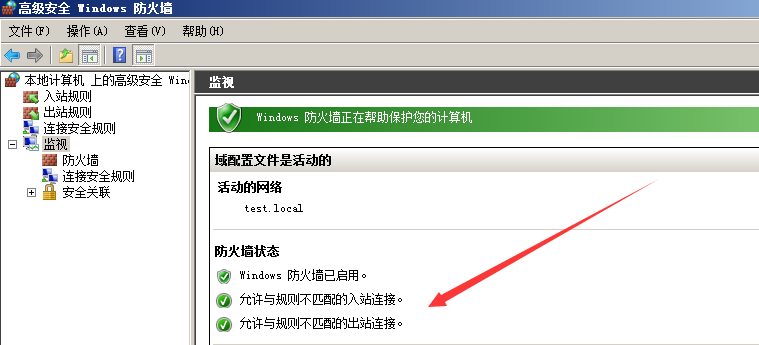 高级安全 Windows 防火墙
文件(F) 操作(A) 查看(V) 帮助(H)
本地计算机 上的高级安全 Win
入站规则
出站规则
连接安全规则
监视
防火墙
连接安全规则
安全关联
监视
Windows 防火墙正在帮助保护您的计算机
域配置文件是活动的
活动的网络
test.local
防火墙状态
Windows 防火墙已启用。
允许与规则不匹配的入站连接。
允许与规则不匹配的出站连接。